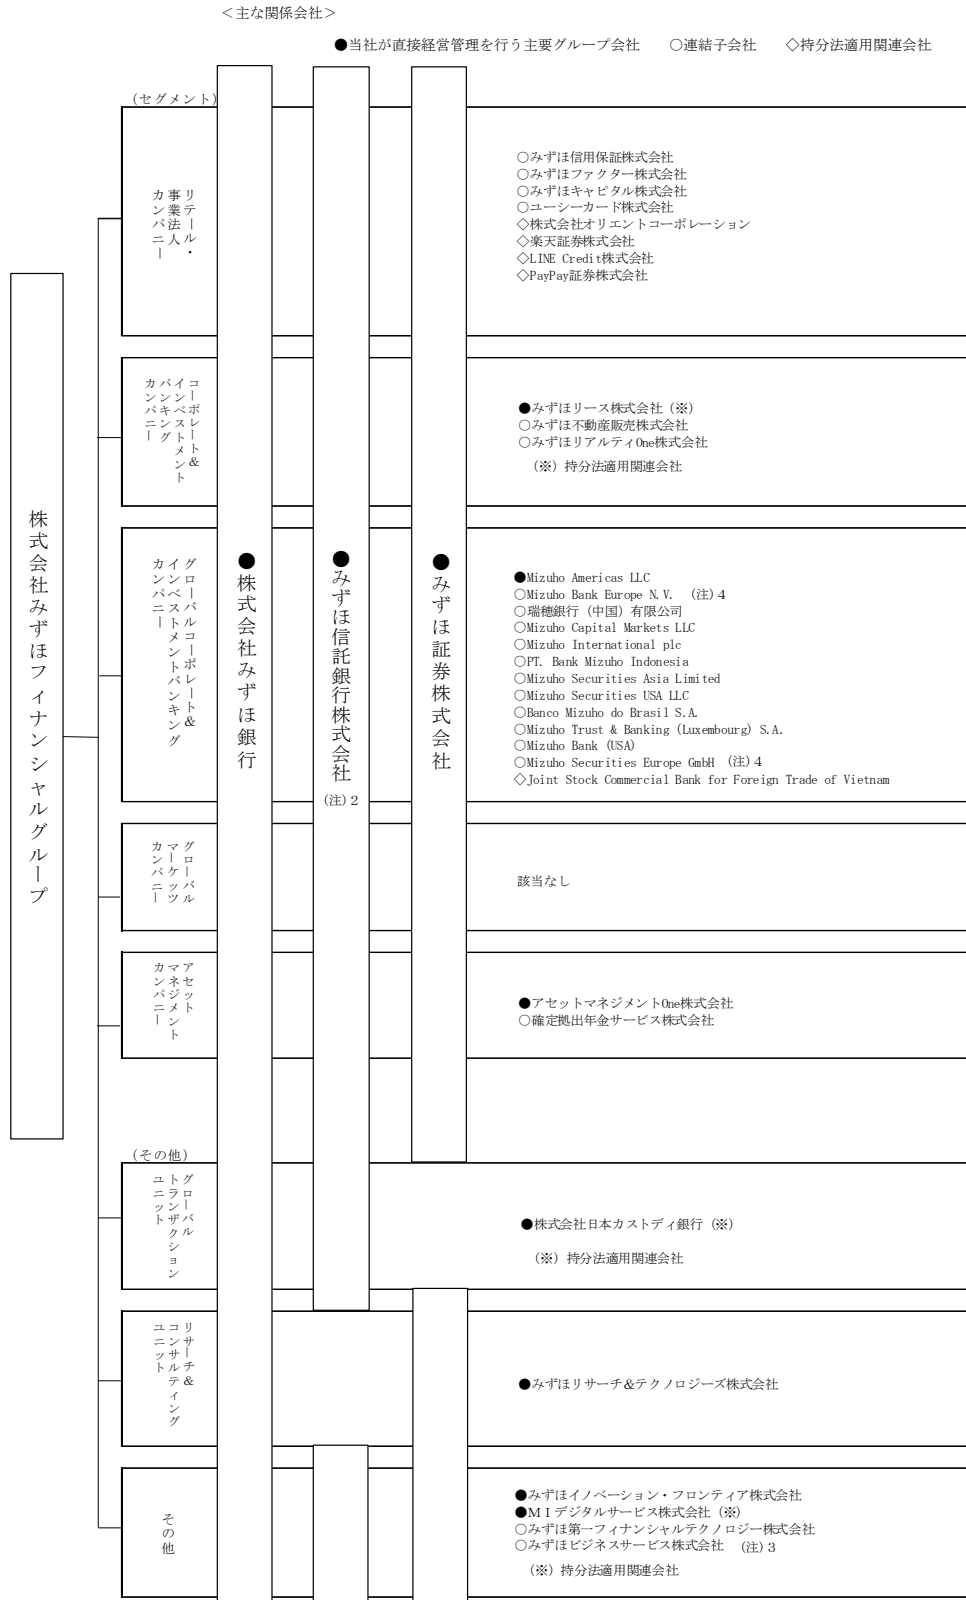 ＜主な関係会社＞
●当社が直接経営管理を行う主要グループ会社　○連結子会社　◇持分法適用関連会社
株式会社みずほフィナンシャルグループ
●株式会社みずほ銀行
●みずほ信託銀行株式会社
（注）２
●みずほ証券株式会社
（セグメント）
リテール・
事業法人
カンパニー
○みずほ信用保証株式会社
○みずほファクター株式会社
○みずほキャピタル株式会社
○ユーシーカード株式会社
◇株式会社オリエントコーポレーション
◇楽天証券株式会社
◇LINE Credit株式会社
◇PayPay証券株式会社
コーポレート＆
インベストメント
バンキング
カンパニー
●みずほリース株式会社（※）
○みずほ不動産販売株式会社
○みずほリアルティOne株式会社
（※）持分法適用関連会社
グローバルコーポレート＆
インベストメントバンキング
カンパニー
●Mizuho Americas LLC
○Mizuho Bank Europe N.V.　（注）４
○瑞穂銀行（中国）有限公司
○Mizuho Capital Markets LLC
○Mizuho International plc
○PT. Bank Mizuho Indonesia
○Mizuho Securities Asia Limited
○Mizuho Securities USA LLC
○Banco Mizuho do Brasil S.A.
○Mizuho Trust & Banking (Luxembourg) S.A.
○Mizuho Bank (USA)
○Mizuho Securities Europe GmbH　（注）４
◇Joint Stock Commercial Bank for Foreign Trade of Vietnam
グローバル
マーケッツ
カンパニー
該当なし
アセット
マネジメント
カンパニー
●アセットマネジメントOne株式会社
○確定拠出年金サービス株式会社
（その他）
グローバル
トランザクション
ユニット
●株式会社日本カストディ銀行（※）
（※）持分法適用関連会社
リサーチ＆
コンサルティング
ユニット
●みずほリサーチ＆テクノロジーズ株式会社
その他
●みずほイノベーション・フロンティア株式会社
●ＭＩデジタルサービス株式会社（※）
○みずほ第一フィナンシャルテクノロジー株式会社
○みずほビジネスサービス株式会社　（注）３
（※）持分法適用関連会社